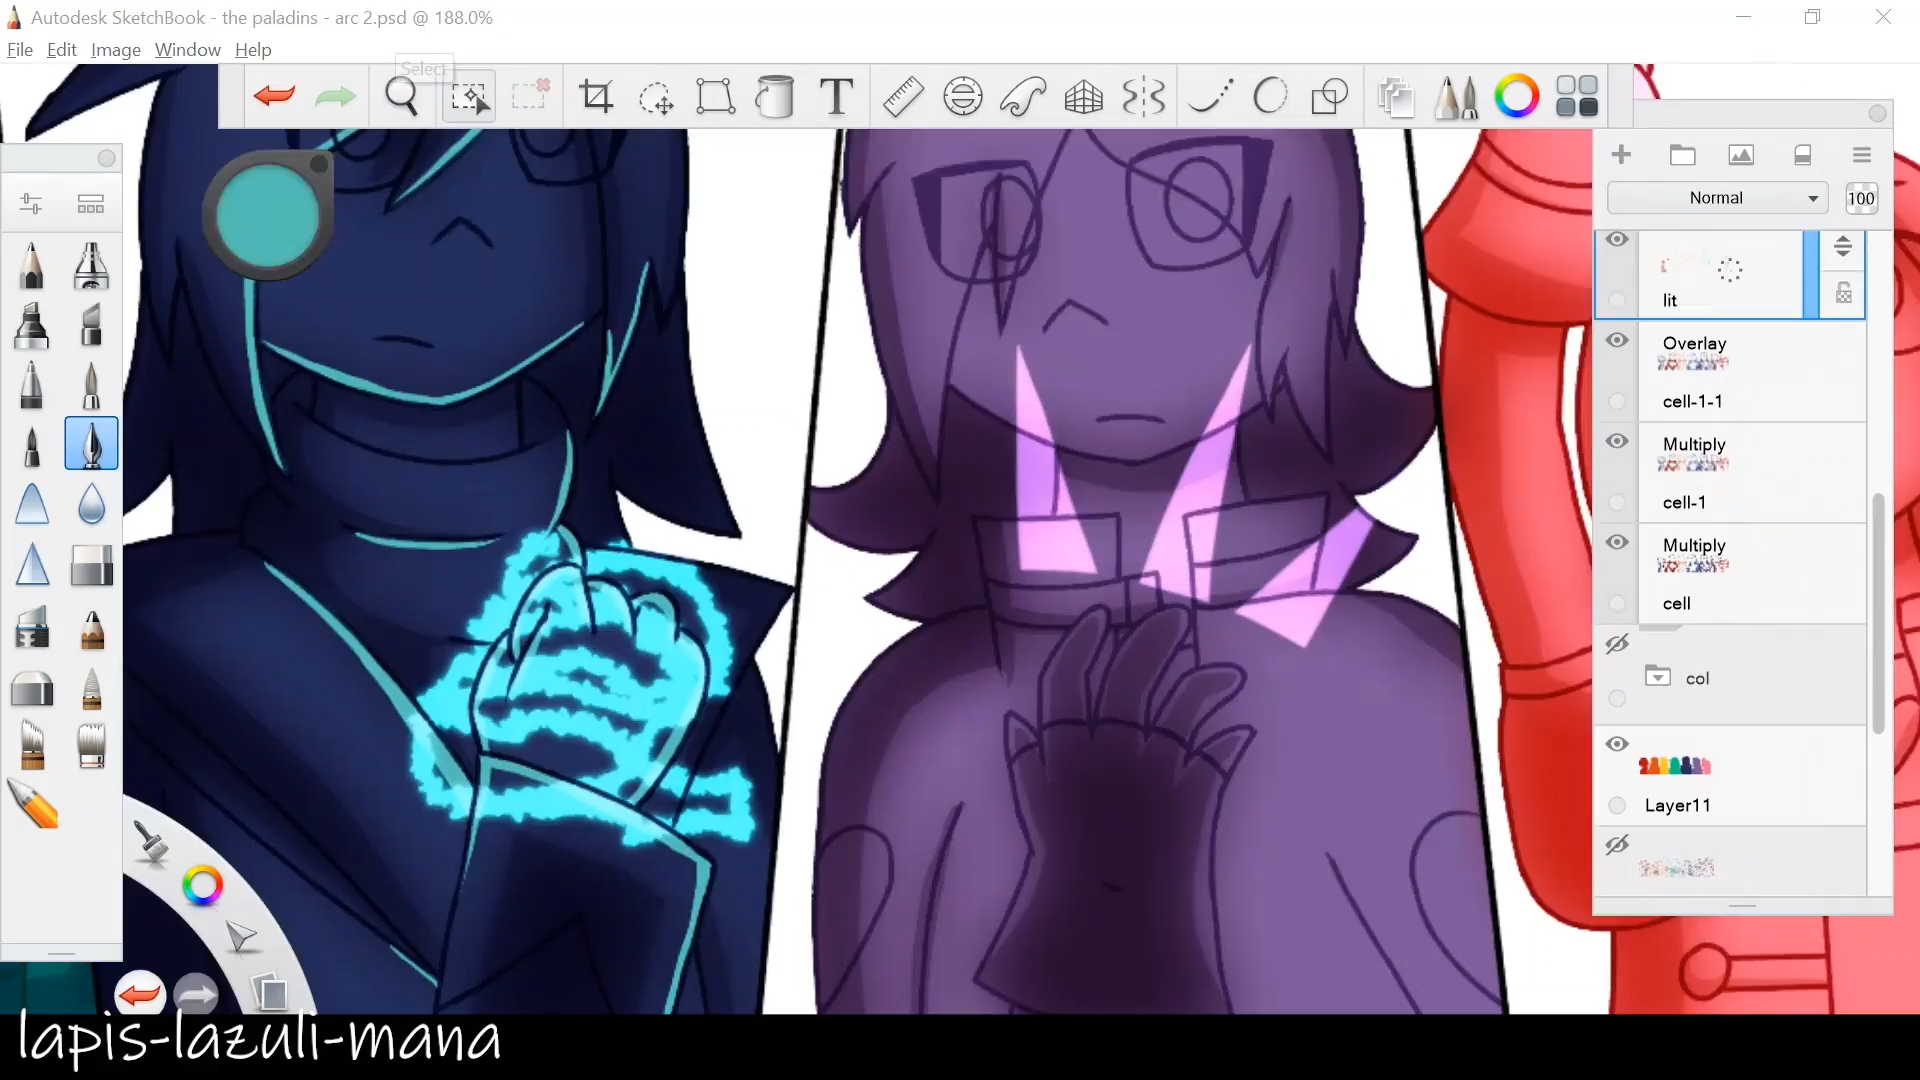 Autodesk SketchBook - the paladins - arc 2.psd @ 188.0%
File Edit Image Window Help
Select
T
Normal 100
lit
Overlay
cell-1-1
Multiply
cell-1
Multiply
cell
col
Layer11
lapis-lazuli-mana